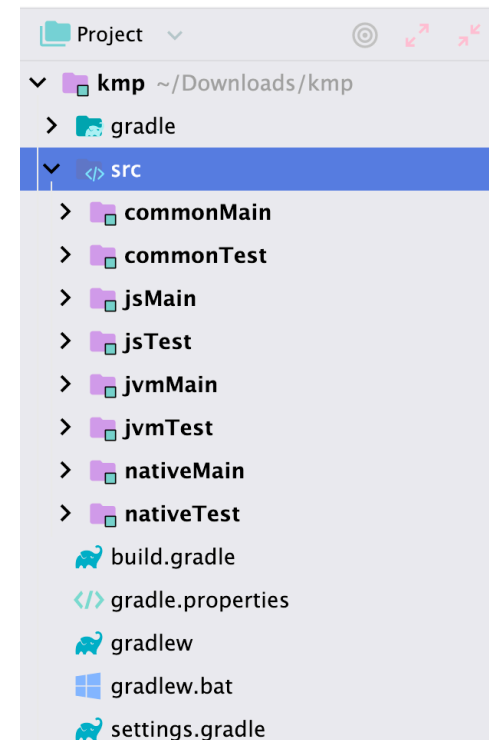 Project
kmp ~/Downloads/kmp
gradle
src
commonMain
commonTest
jsMain
jsTest
jvmMain
jvmTest
nativeMain
nativeTest
build.gradle
gradle.properties
gradlew
gradlew.bat
settings.gradle